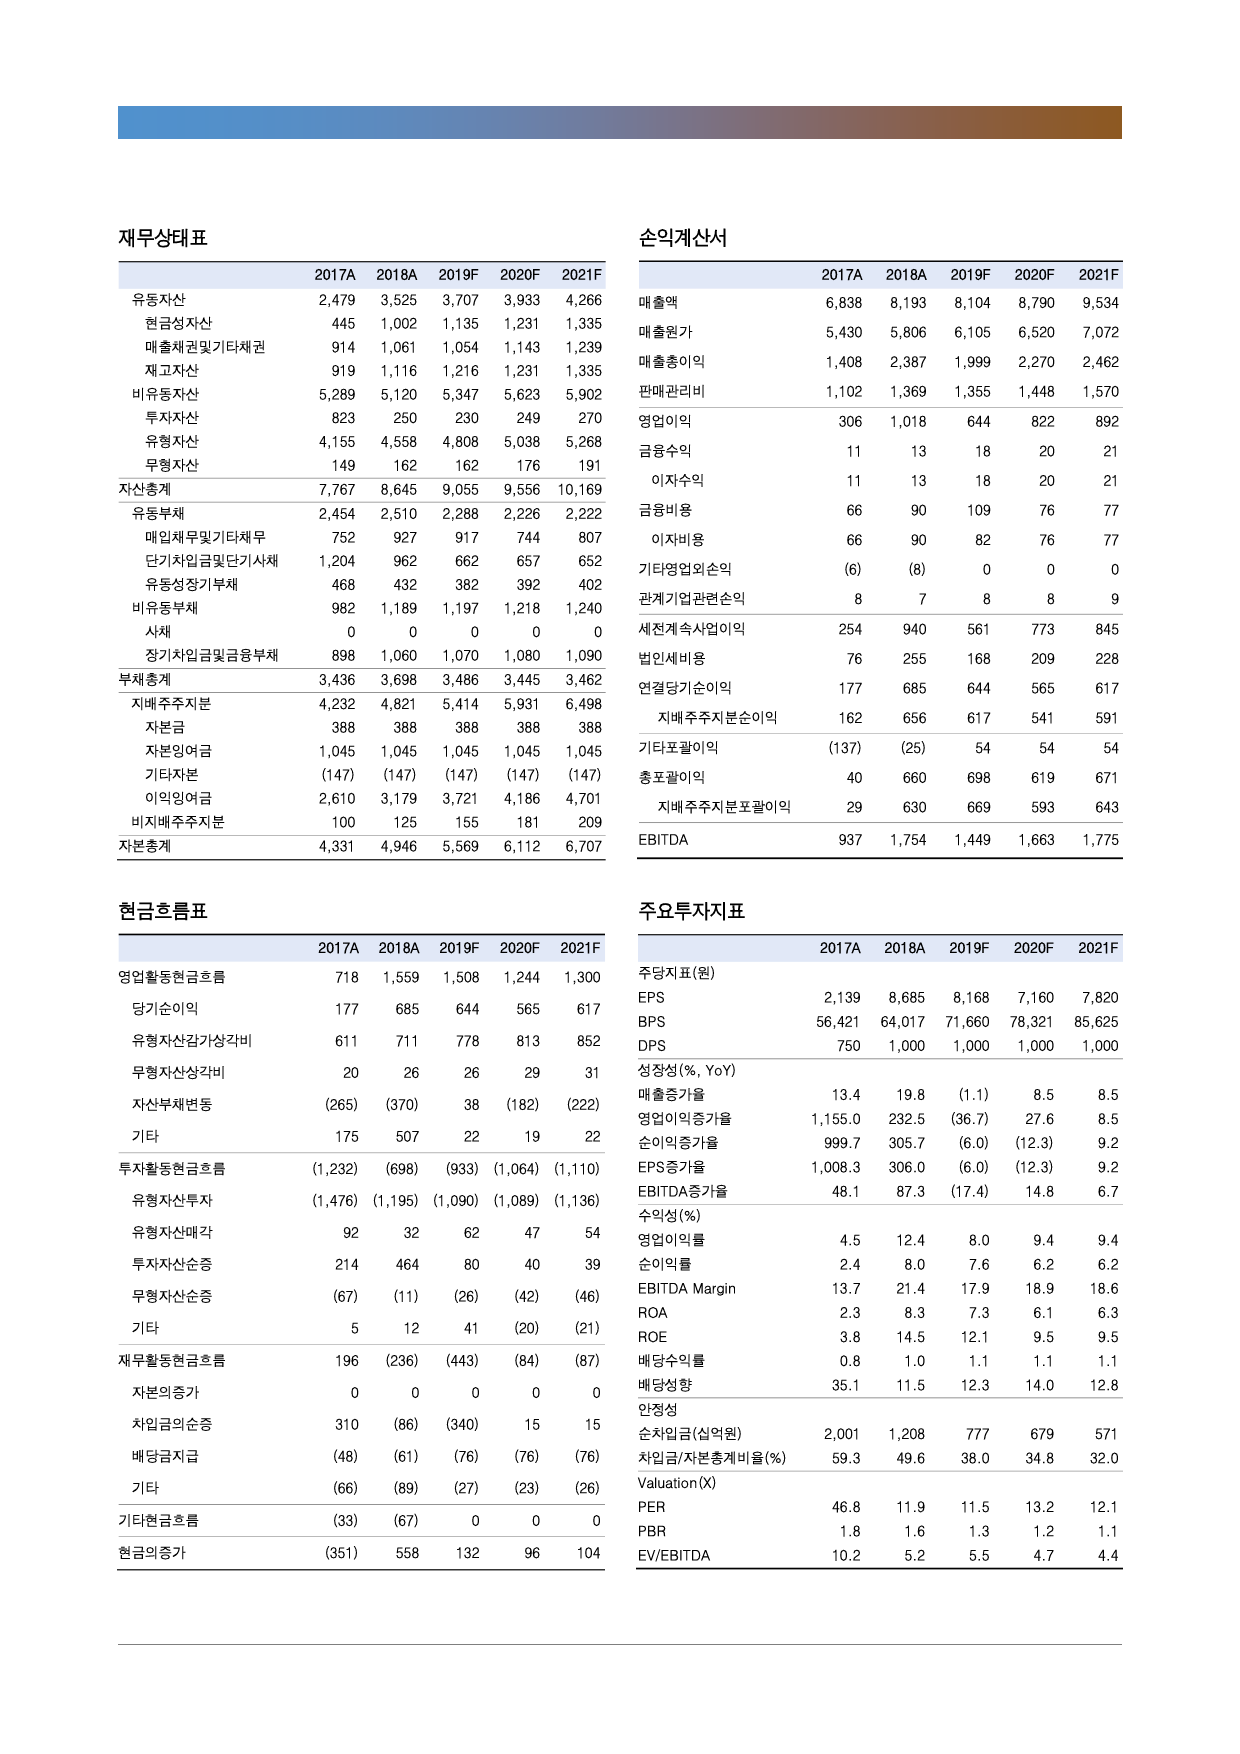 재무상태표
2017A 2018A 2019F 2020F 2021F
유동자산 2,479 3,525 3,707 3,933 4,266
현금성자산 445 1,002 1,135 1,231 1,335
매출채권및기타채권 914 1,061 1,054 1,143 1,239
재고자산 919 1,116 1,216 1,231 1,335
비유동자산 5,289 5,120 5,347 5,623 5,902
투자자산 823 250 230 249 270
유형자산 4,155 4,558 4,808 5,038 5,268
무형자산 149 162 162 176 191
자산총계 7,767 8,645 9,055 9,556 10,169
유동부채 2,454 2,510 2,288 2,226 2,222
매입채무및기타채무 752 927 917 744 807
단기차입금및단기사채 1,204 962 662 657 652
유동성장기부채 468 432 382 392 402
비유동부채 982 1,189 1,197 1,218 1,240
사채 0 0 0 0 0
장기차입금및금융부채 898 1,060 1,070 1,080 1,090
부채총계 3,436 3,698 3,486 3,445 3,462
지배주주지분 4,232 4,821 5,414 5,931 6,498
자본금 388 388 388 388 388
자본잉여금 1,045 1,045 1,045 1,045 1,045
기타자본 (147) (147) (147) (147) (147)
이익잉여금 2,610 3,179 3,721 4,186 4,701
비지배주주지분 100 125 155 181 209
자본총계 4,331 4,946 5,569 6,112 6,707
손익계산서
2017A 2018A 2019F 2020F 2021F
매출액 6,838 8,193 8,104 8,790 9,534
매출원가 5,430 5,806 6,105 6,520 7,072
매출총이익 1,408 2,387 1,999 2,270 2,462
판매관리비 1,102 1,369 1,355 1,448 1,570
영업이익 306 1,018 644 822 892
금융수익 11 13 18 20 21
이자수익 11 13 18 20 21
금융비용 66 90 109 76 77
이자비용 66 90 82 76 77
기타영업외손익 (6) (8) 0 0 0
관계기업관련손익 8 7 8 8 9
세전계속사업이익 254 940 561 773 845
법인세비용 76 255 168 209 228
연결당기순이익 177 685 644 565 617
지배주주지분순이익 162 656 617 541 591
기타포괄이익 (137) (25) 54 54 54
총포괄이익 40 660 698 619 671
지배주주지분포괄이익 29 630 669 593 643
EBITDA 937 1,754 1,449 1,663 1,775
현금흐름표
2017A 2018A 2019F 2020F 2021F
영업활동현금흐름 718 1,559 1,508 1,244 1,300
당기순이익 177 685 644 565 617
유형자산감가상각비 611 711 778 813 852
무형자산상각비 20 26 26 29 31
자산부채변동 (265) (370) 38 (182) (222)
기타 175 507 22 19 22
투자활동현금흐름 (1,232) (698) (933) (1,064) (1,110)
유형자산투자 (1,476) (1,195) (1,090) (1,089) (1,136)
유형자산매각 92 32 62 47 54
투자자산순증 214 464 80 40 39
무형자산순증 (67) (11) (26) (42) (46)
기타 5 12 41 (20) (21)
재무활동현금흐름 196 (236) (443) (84) (87)
자본의증가 0 0 0 0 0
차입금의순증 310 (86) (340) 15 15
배당금지급 (48) (61) (76) (76) (76)
기타 (66) (89) (27) (23) (26)
기타현금흐름 (33) (67) 0 0 0
현금의증가 (351) 558 132 96 104
주요투자지표
2017A 2018A 2019F 2020F 2021F
주당지표(원)
EPS 2,139 8,685 8,168 7,160 7,820
BPS 56,421 64,017 71,660 78,321 85,625
DPS 750 1,000 1,000 1,000 1,000
성장성(%, YoY)
매출증가율 13.4 19.8 (1.1) 8.5 8.5
영업이익증가율 1,155.0 232.5 (36.7) 27.6 8.5
순이익증가율 999.7 305.7 (6.0) (12.3) 9.2
EPS증가율 1,008.3 306.0 (6.0) (12.3) 9.2
EBITDA증가율 48.1 87.3 (17.4) 14.8 6.7
수익성(%)
영업이익률 4.5 12.4 8.0 9.4 9.4
순이익률 2.4 8.0 7.6 6.2 6.2
EBITDA Margin 13.7 21.4 17.9 18.9 18.6
ROA 2.3 8.3 7.3 6.1 6.3
ROE 3.8 14.5 12.1 9.5 9.5
배당수익률 0.8 1.0 1.1 1.1 1.1
배당성향 35.1 11.5 12.3 14.0 12.8
안정성
순차입금(십억원) 2,001 1,208 777 679 571
차입금/자본총계비율(%) 59.3 49.6 38.0 34.8 32.0
Valuation(X)
PER 46.8 11.9 11.5 13.2 12.1
PBR 1.8 1.6 1.3 1.2 1.1
EV/EBITDA 10.2 5.2 5.5 4.7 4.4